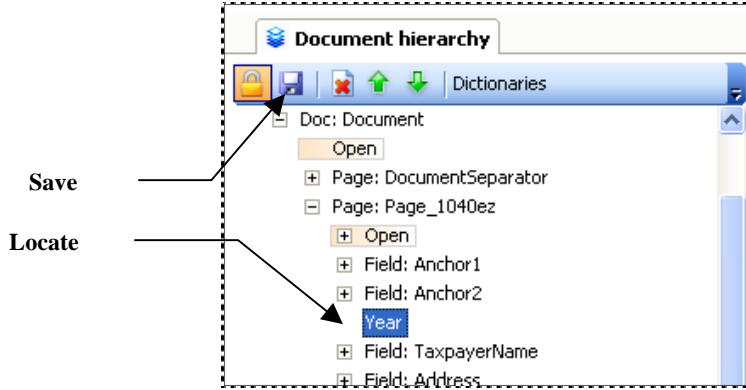 Document hierarchy
Dictionaries
Doc: Document
Open
Page: DocumentSeparator
Save
Page: Page_1040ez
Locate
Open
Field: Anchor1
Field: Anchor2
Year
Field: TaxpayerName
Field: Address